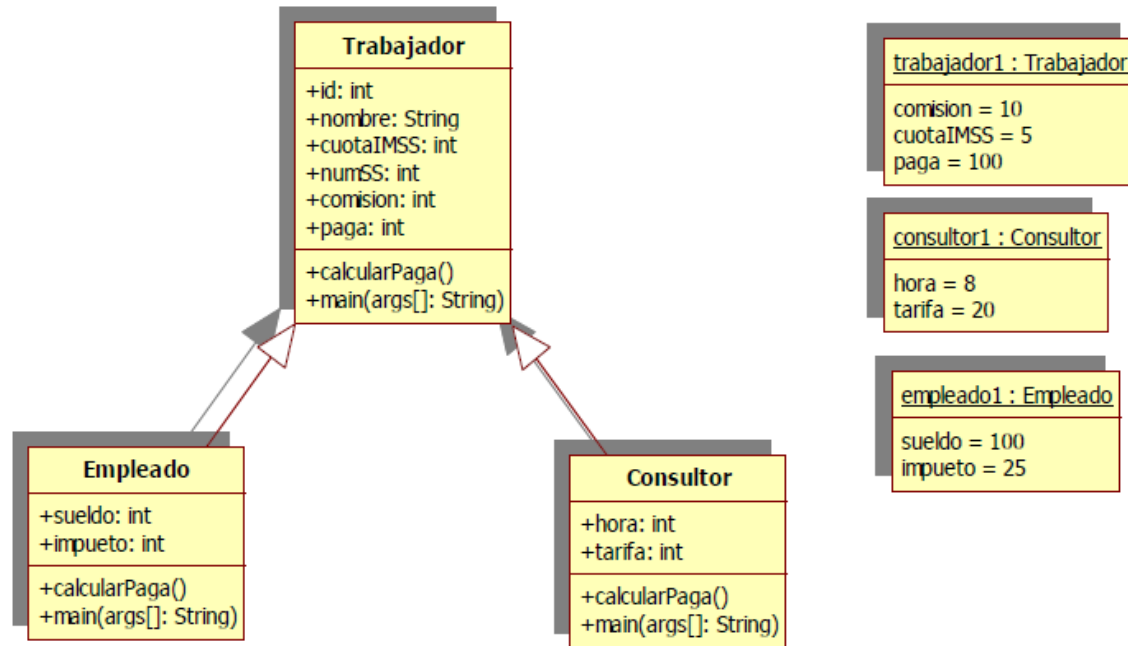 Trabajador
+id: int
+nombre: String
+cuotaIMSS: int
+numSS: int
+comision: int
+paga: int
+calcularPaga()
+main(args[]: String)
Empleado
+sueldo: int
+impueto: int
+calcularPaga()
+main(args[]: String)
Consultor
+hora: int
+tarifa: int
+calcularPaga()
+main(args[]: String)
trabajador1 : Trabajador
comision = 10
cuotaIMSS = 5
paga = 100
consultor1 : Consultor
hora = 8
tarifa = 20
empleado1 : Empleado
sueldo = 100
impueto = 25